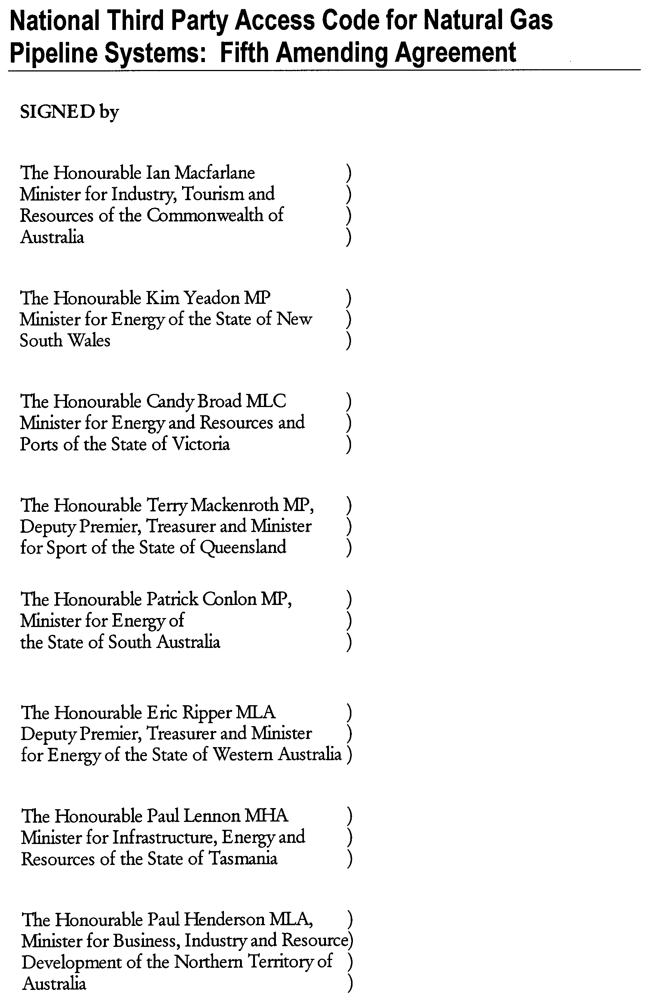 National Third Party Access Code for Natural Gas
Pipeline Systems: Fifth Amending Agreement
SIGNED by
The Honourable Ian Macfarlane )
Minister for Industry, Tourism and )
Resources of the Commonwealth of )
Australia )
The Honourable Kim Yeadon MP )
Minister for Energy of the State of New )
South Wales )
The Honourable Candy Broad MLC )
Minister for Energy and Resources and )
Ports of the State of Victoria )
The Honourable Terry Mackenroth MP, )
Deputy Premier, Treasurer and Minister )
for Sport of the State of Queensland )
The Honourable Patrick Conlon MP, )
Minister for Energy of )
the State of South Australia )
The Honourable Eric Ripper MLA )
Deputy Premier, Treasurer and Minister )
for Energy of the State of Western Australia )
The Honourable Paul Lennon MHA )
Minister for Infrastructure, Energy and )
Resources of the State of Tasmania )
The Honourable Paul Henderson MLA, )
Minister for Business, Industry and Resource)
Development of the Northern Territory of )
Australia )